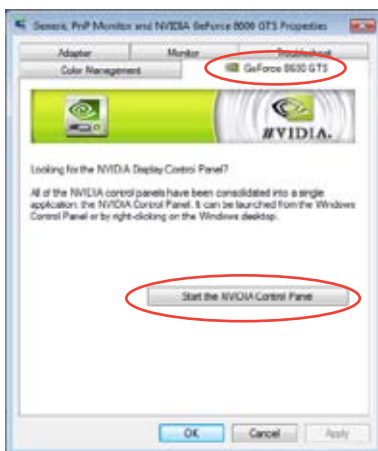 Generic PnP Monitor and NVIDIA GeForce 8600 GTS Properties
Adapter Monitor Troubleshoot
Color Management GeForce 8600 GTS
NVIDIA.
Looking for the NVIDIA Display Control Panel?
All of the NVIDIA control panels have been consolidated into a single
application: the NVIDIA Control Panel. It can be launched from the Windows
Control Panel or by right-clicking on the Windows desktop.
Start the NVIDIA Control Panel
OK Cancel Apply